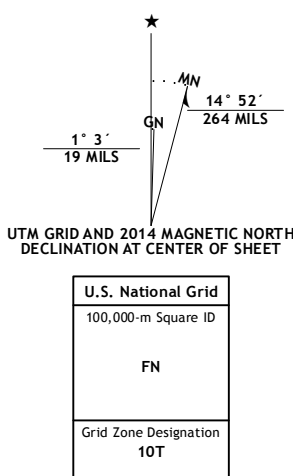 ★
MN
GN
14° 52´
264 MILS
1° 3´
19 MILS
UTM GRID AND 2014 MAGNETIC NORTH
DECLINATION AT CENTER OF SHEET
U.S. National Grid
100,000-m Square ID
FN
Grid Zone Designation
10T